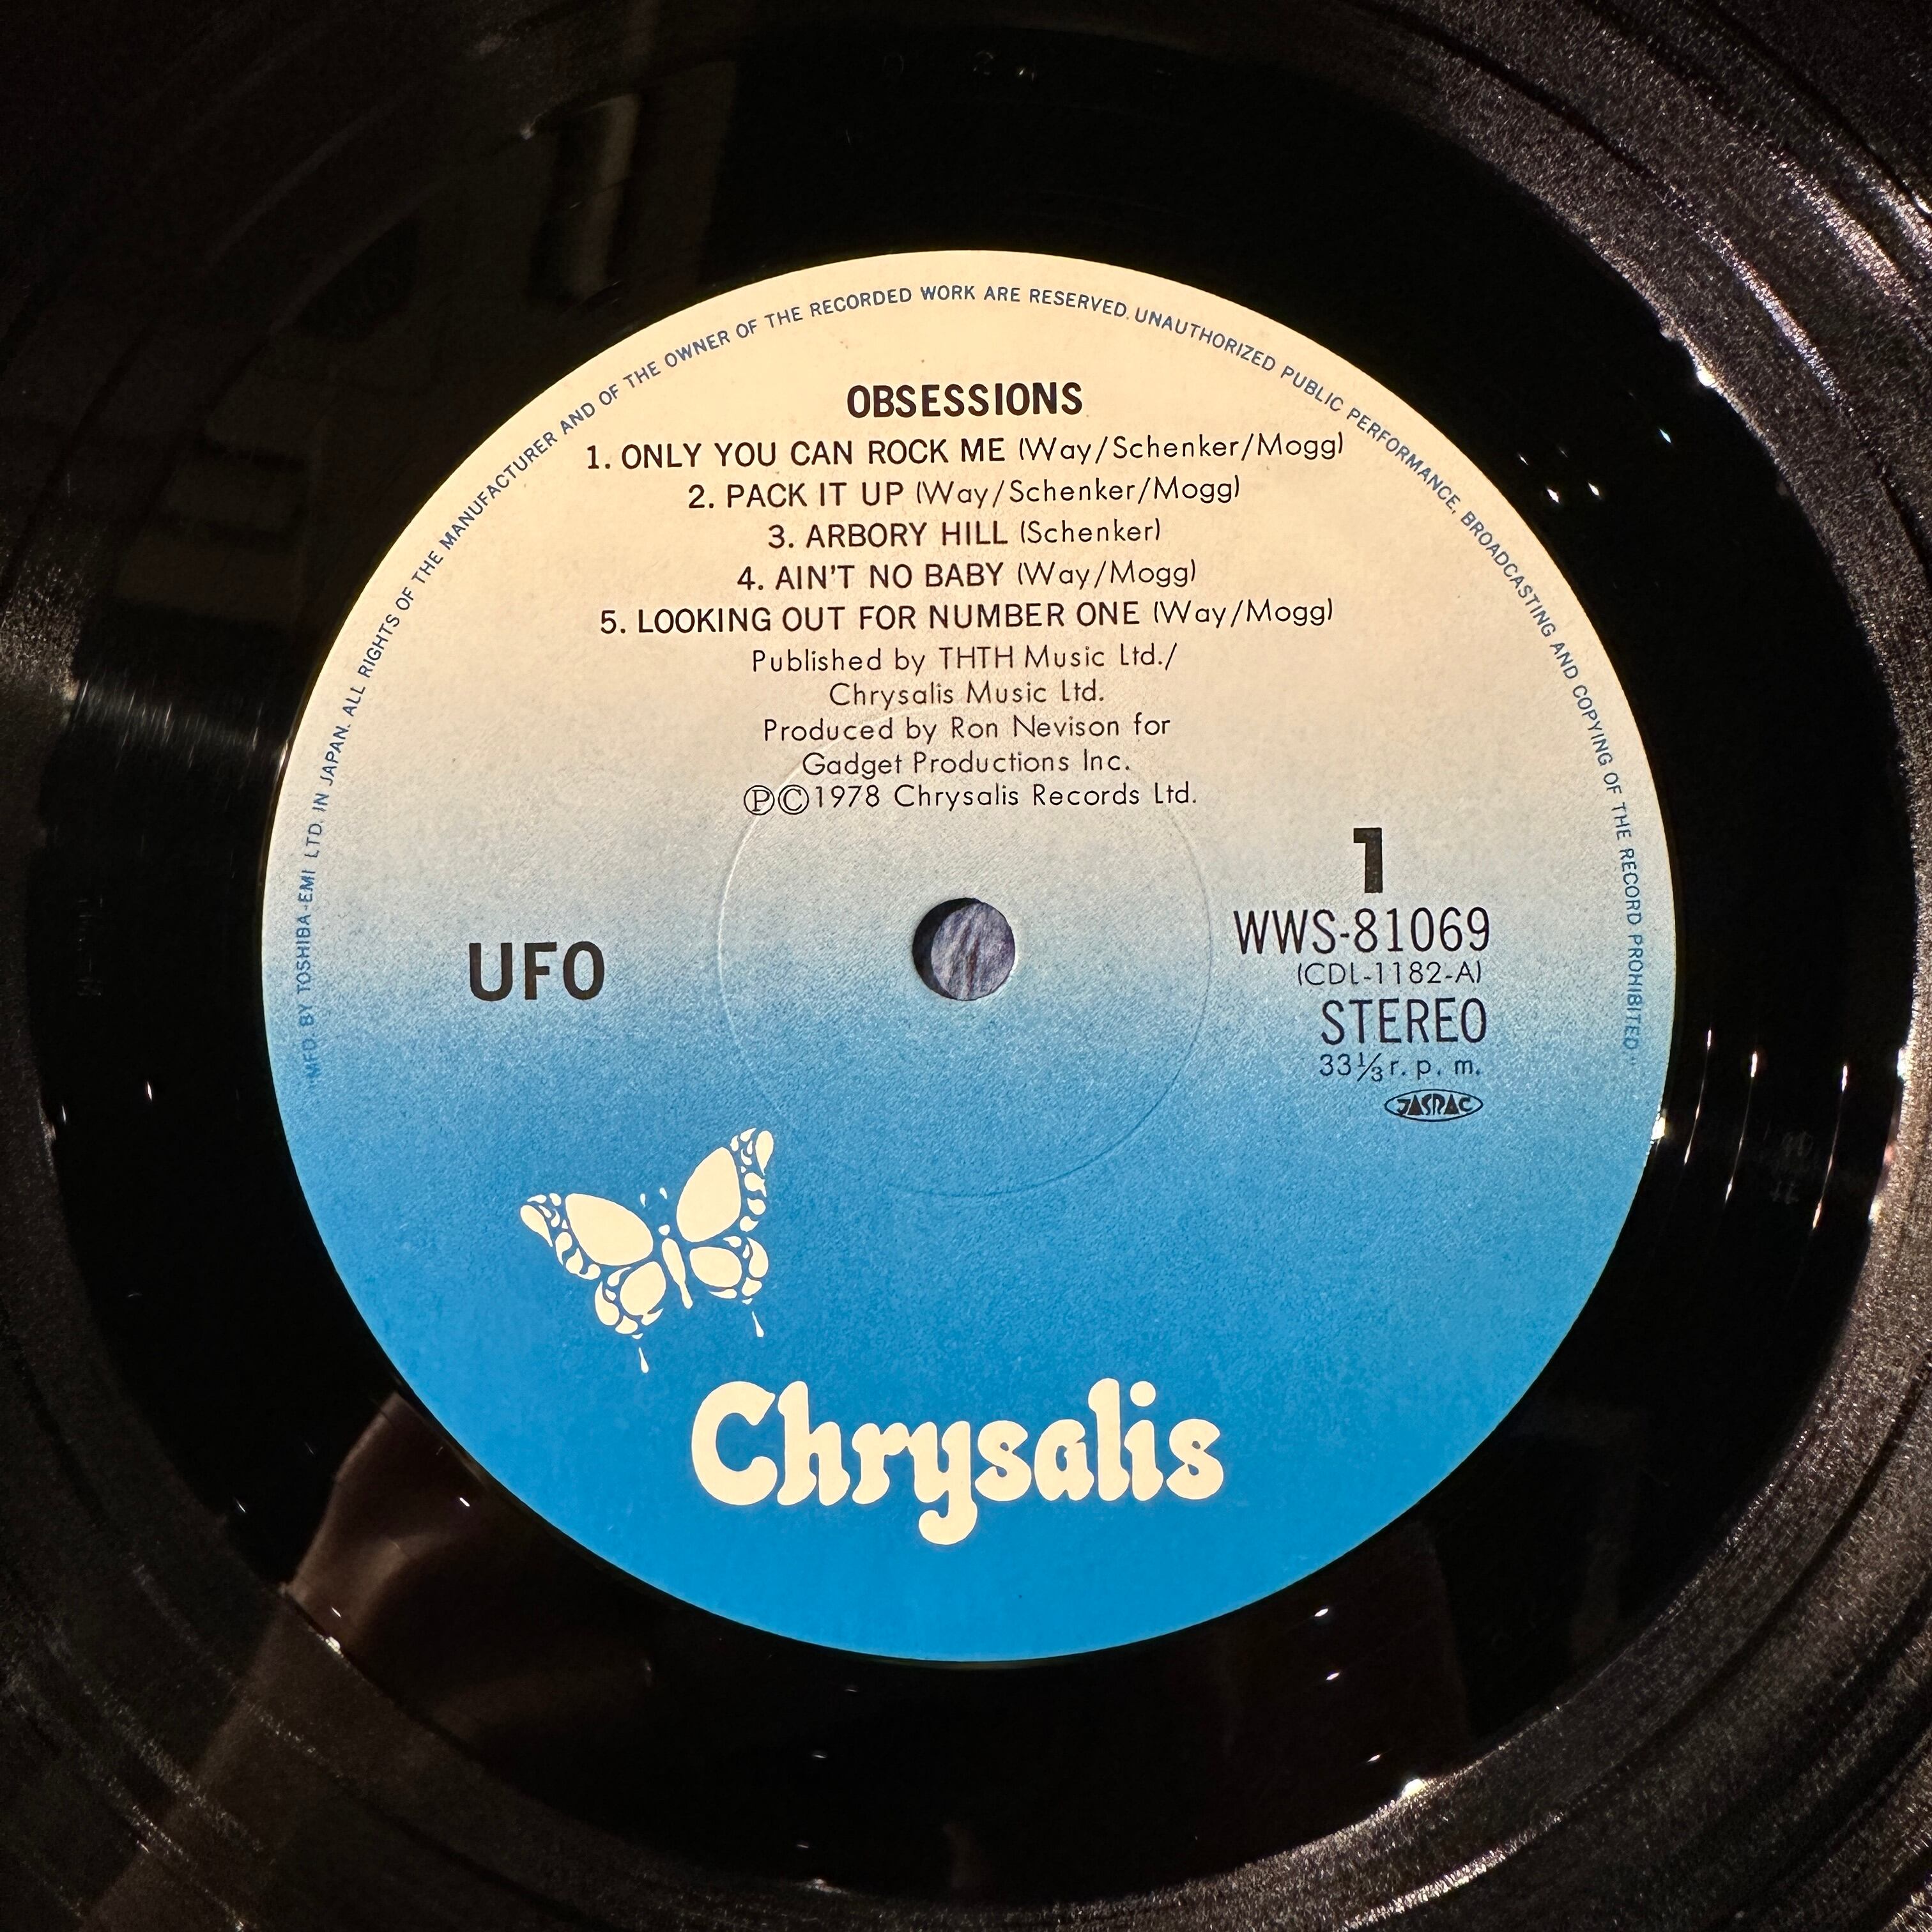 "MFD. BY TOSHIBA-EMI LTD. IN JAPAN. ALL RIGHTS OF THE MANUFACTURER AND OF THE OWNER OF THE RECORDED WORK ARE RESERVED. UNAUTHORIZED PUBLIC PERFORMANCE, BROADCASTING AND COPYING OF THE RECORD PROHIBITED"
OBSESSIONS
1. ONLY YOU CAN ROCK ME (Way/Schenker/Mogg)
2. PACK IT UP (Way/Schenker/Mogg)
3. ARBORY HILL (Schenker)
4. AIN'T NO BABY (Way/Mogg)
5. LOOKING OUT FOR NUMBER ONE (Way/Mogg)
Published by THTH Music Ltd./
Chrysalis Music Ltd.
Produced by Ron Nevison for
Gadget Productions Inc.
ⓅⒸ1978 Chrysalis Records Ltd.
UFO
1
WWS-81069
(CDL-1182-A)
STEREO
33⅓ r. p. m.
JASRAC
Chrysalis